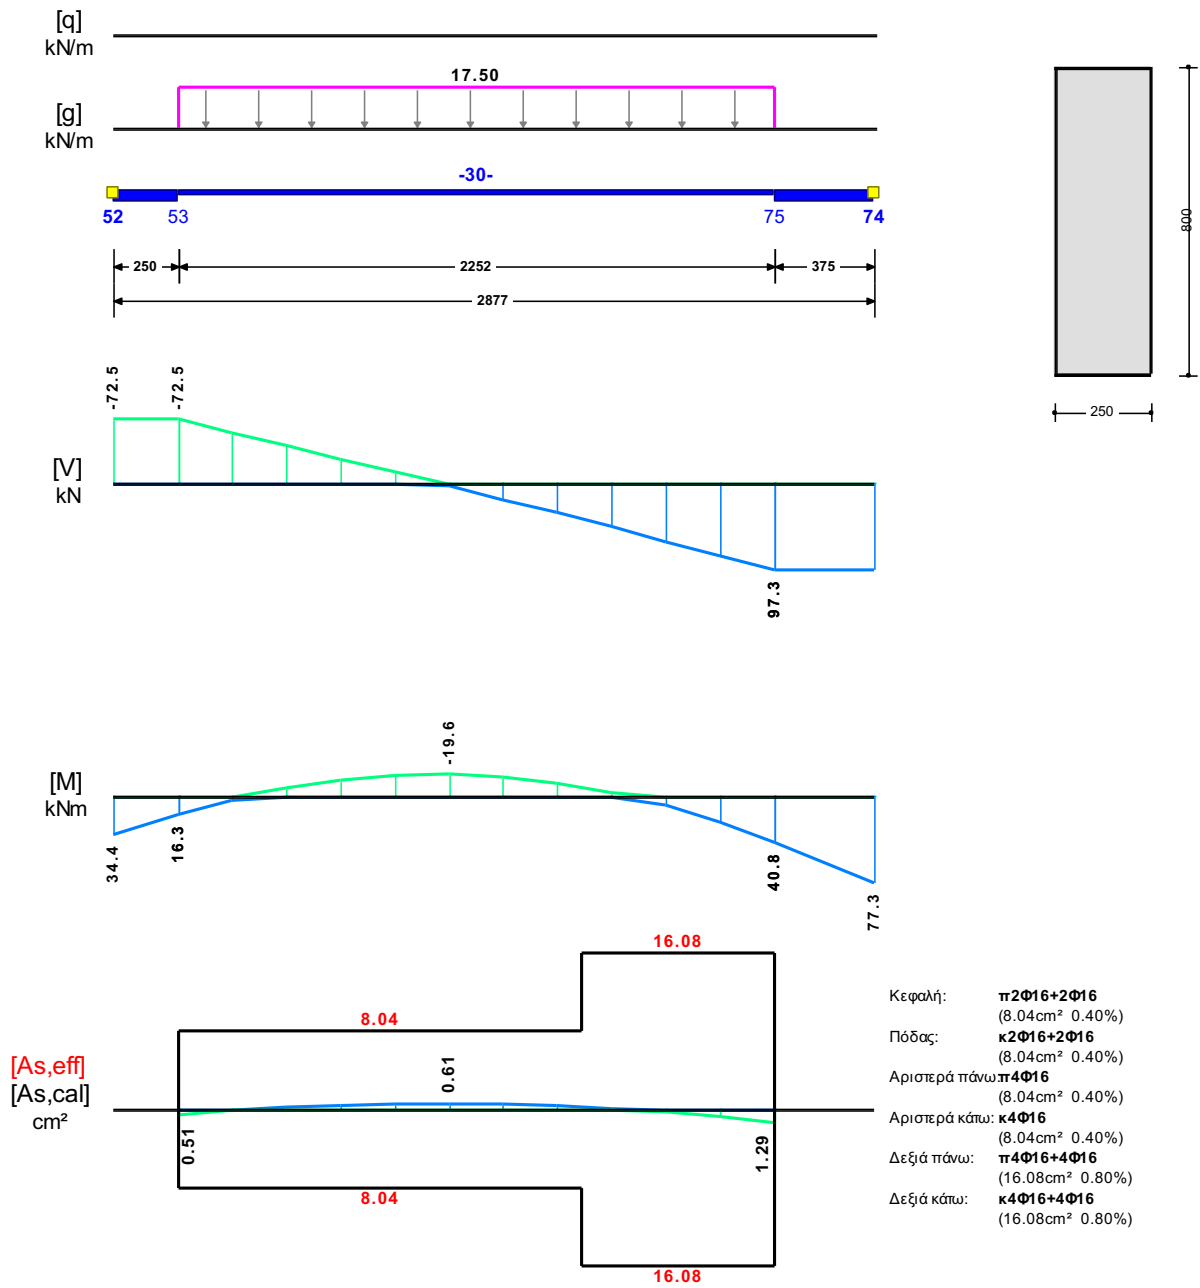 [q]
kN/m
17.50
[g]
kN/m
-30-
52 53 75 74
250 2252 375
2877
800
250
-72.5 -72.5
[V]
kN
97.3
-19.6
[M]
kNm
34.4 16.3 40.8 77.3
16.08
8.04
[As,eff]
[As,cal]
cm²
0.61
0.51 1.29
8.04
16.08
Κεφαλή: π2Φ16+2Φ16
(8.04cm² 0.40%)
Πόδας: κ2Φ16+2Φ16
(8.04cm² 0.40%)
Αριστερά πάνω: π4Φ16
(8.04cm² 0.40%)
Αριστερά κάτω: κ4Φ16
(8.04cm² 0.40%)
Δεξιά πάνω: π4Φ16+4Φ16
(16.08cm² 0.80%)
Δεξιά κάτω: κ4Φ16+4Φ16
(16.08cm² 0.80%)